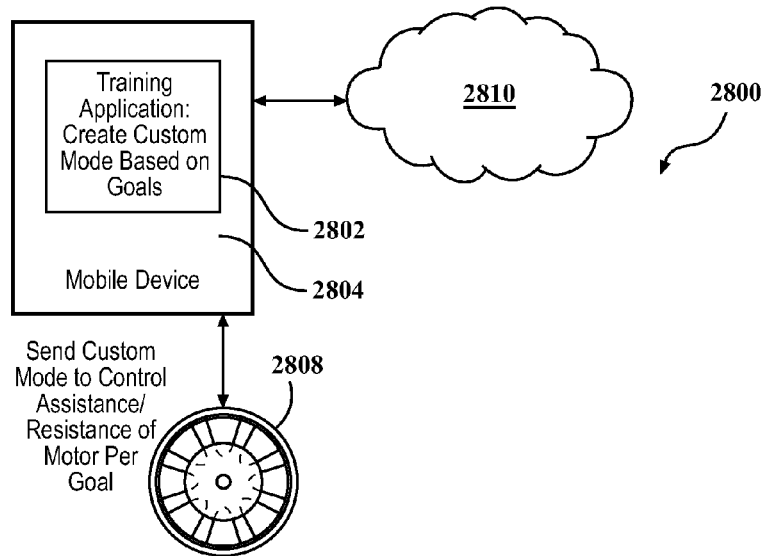 Training
Application:
Create Custom
Mode Based on
Goals
2802
2804
Mobile Device
2810
2800
Send Custom
Mode to Control
Assistance/
Resistance of
Motor Per
Goal
2808